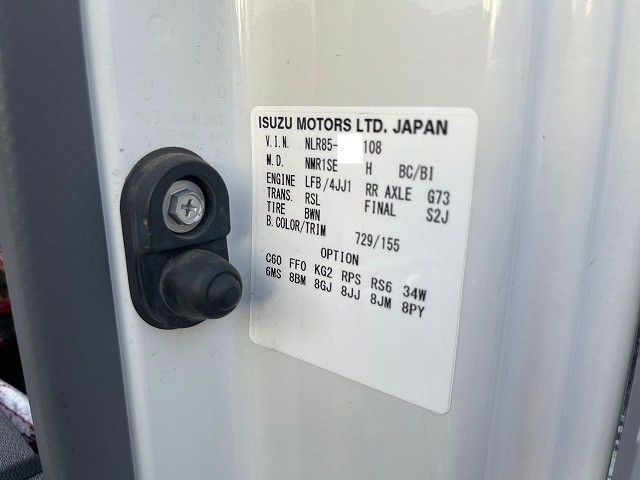 ISUZU MOTORS LTD. JAPAN
V.I.N. NLR85- 108
M.D. NMR1SE H BC/BI
ENGINE LFB/4JJ1 RR AXLE G73
TRANS. RSL FINAL S2J
TIRE BWN
B.COLOR/TRIM 729/155
OPTION
C60 FFO KG2 RPS RS6 34W
6MS 8BM 8GJ 8JJ 8JM 8PY